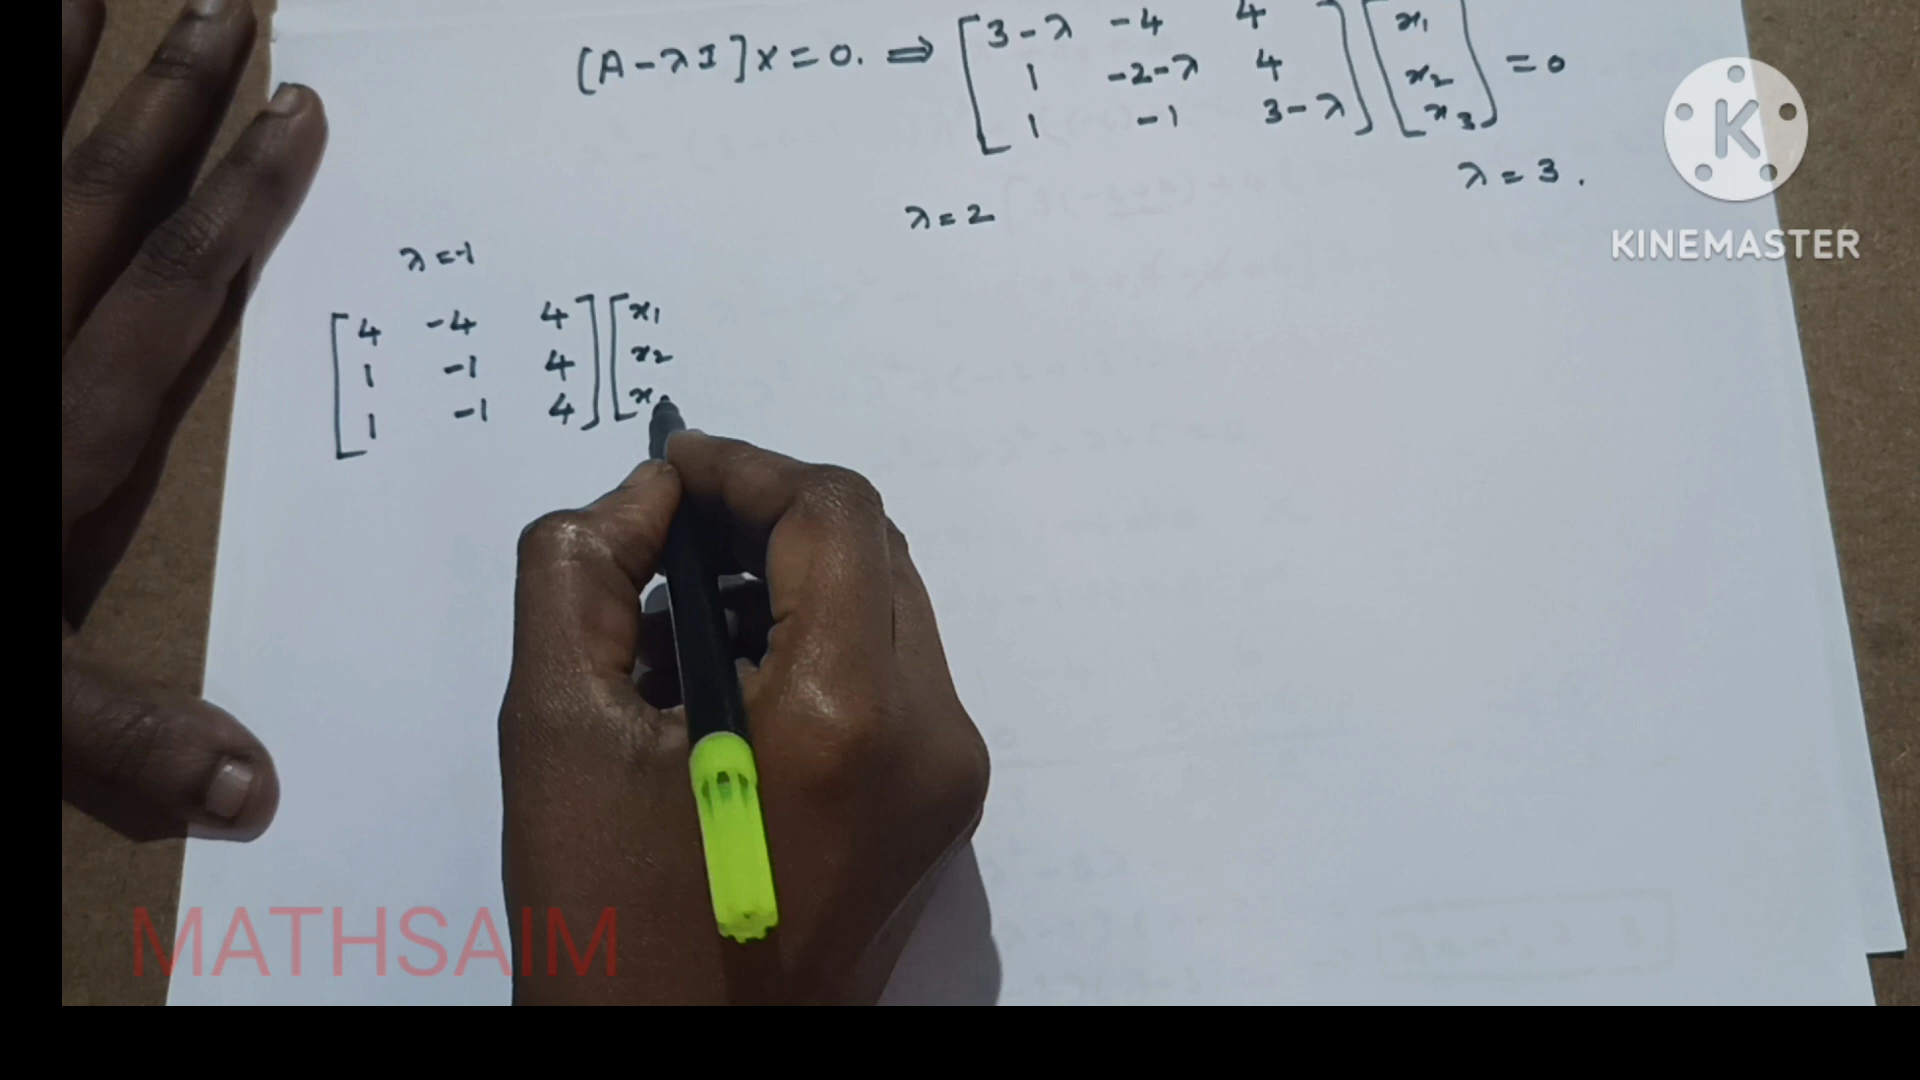 [A - λI]X = 0. ⇒ [3-λ -4 4] [x1]
1 -2-λ 4 x2 = 0
1 -1 3-λ x3
K
KINEMASTER
λ = 3.
λ = 2
λ = -1
[4 -4 4] [x1]
1 -1 4 x2
1 -1 4 x
MATHSAIM